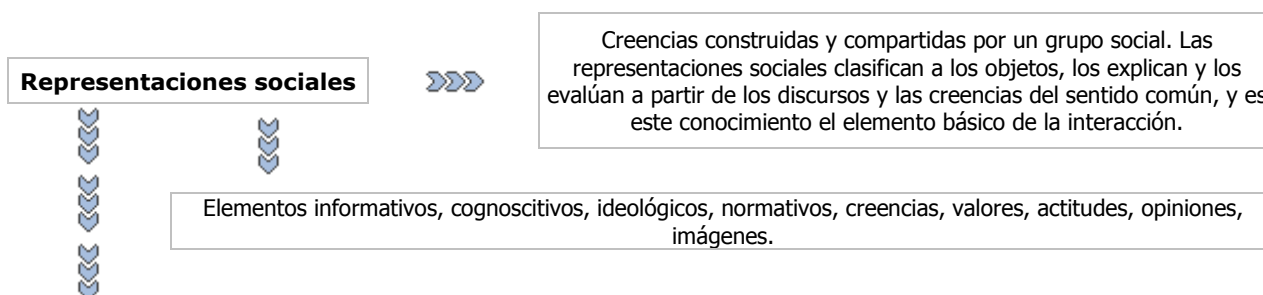 Representaciones sociales
Creencias construidas y compartidas por un grupo social. Las
representaciones sociales clasifican a los objetos, los explican y los
evalúan a partir de los discursos y las creencias del sentido común, y es
este conocimiento el elemento básico de la interacción.
Elementos informativos, cognoscitivos, ideológicos, normativos, creencias, valores, actitudes, opiniones,
imágenes.